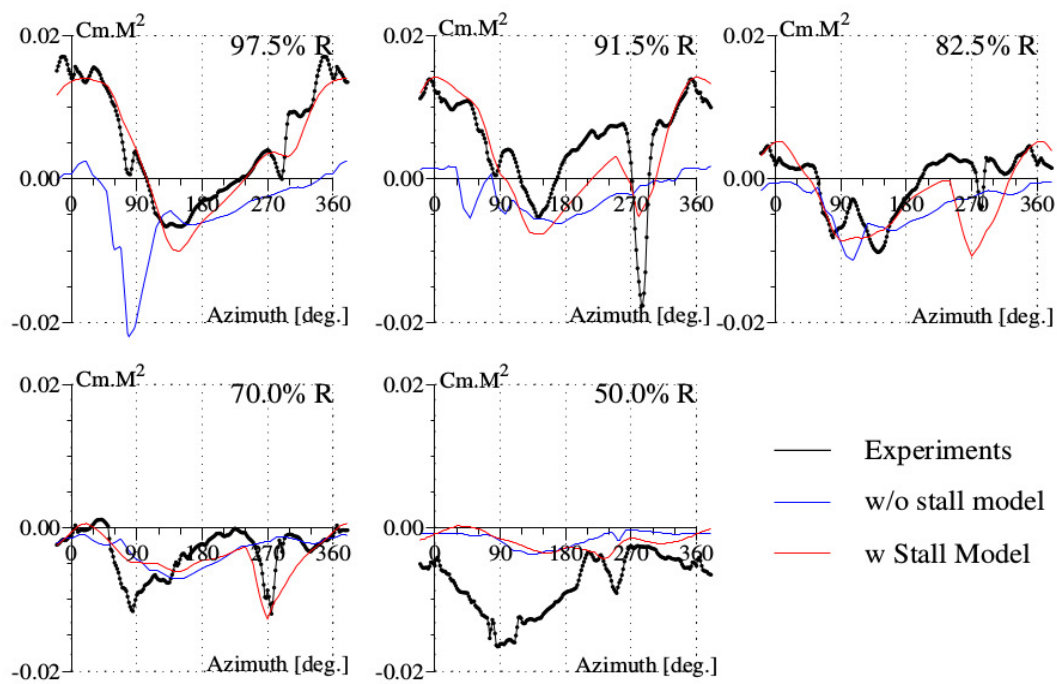 0.02 Cm.M² 97.5% R
0.00
0 90 180 270 360
-0.02 Azimuth [deg.]
0.02 Cm.M² 91.5% R
0.00
0 90 180 270 360
-0.02 Azimuth [deg.]
0.02 Cm.M² 82.5% R
0.00
0 90 180 270 360
-0.02 Azimuth [deg.]
0.02 Cm.M² 70.0% R
0.00
0 90 180 270 360
-0.02 Azimuth [deg.]
0.02 Cm.M² 50.0% R
0.00
0 90 180 270 360
-0.02 Azimuth [deg.]
Experiments
w/o stall model
w Stall Model